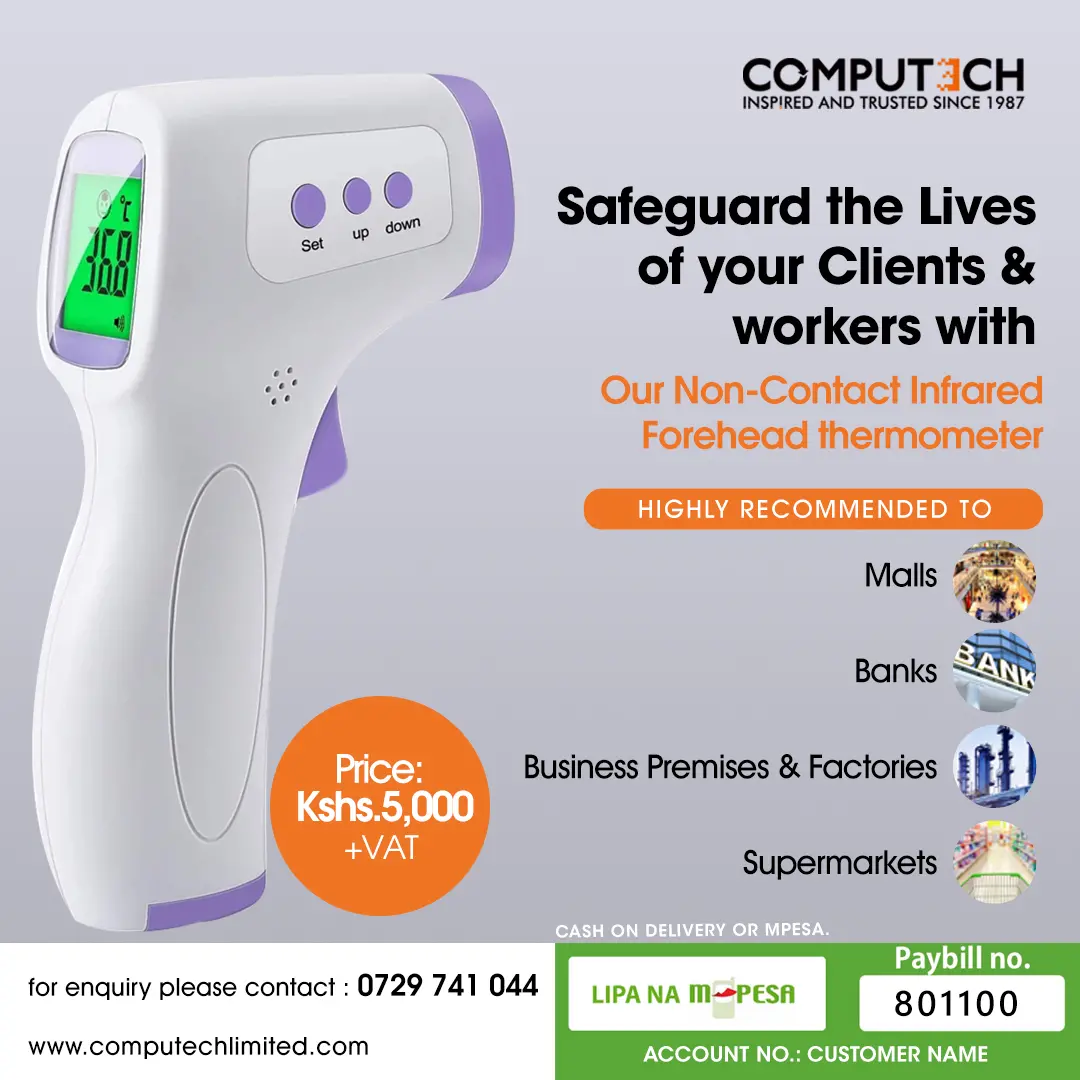 COMPUTECH
INSPIRED AND TRUSTED SINCE 1987
°C
36.8
Set up down
Safeguard the Lives
of your Clients &
workers with
Our Non-Contact Infrared
Forehead thermometer
HIGHLY RECOMMENDED TO
Malls
Banks
BANK
Business Premises & Factories
Supermarkets
Price:
Kshs.5,000
+VAT
CASH ON DELIVERY OR MPESA.
for enquiry please contact : 0729 741 044
www.computechlimited.com
LIPA NA M-PESA
Paybill no.
801100
ACCOUNT NO.: CUSTOMER NAME